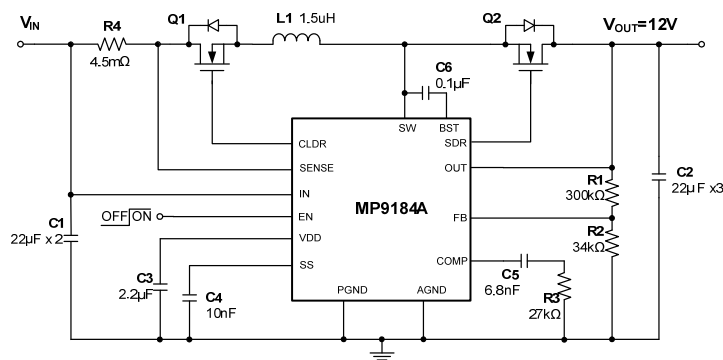 V_IN
R4
4.5mΩ
Q1
L1 1.5uH
Q2
V_OUT=12V
C6
0.1µF
SW
BST
CLDR
SDR
SENSE
OUT
IN
OFF ON
EN
MP9184A
FB
VDD
SS
COMP
PGND
AGND
C1
22µF x 2
C3
2.2µF
C4
10nF
C5
6.8nF
R3
27kΩ
R1
300kΩ
R2
34kΩ
C2
22µF x3